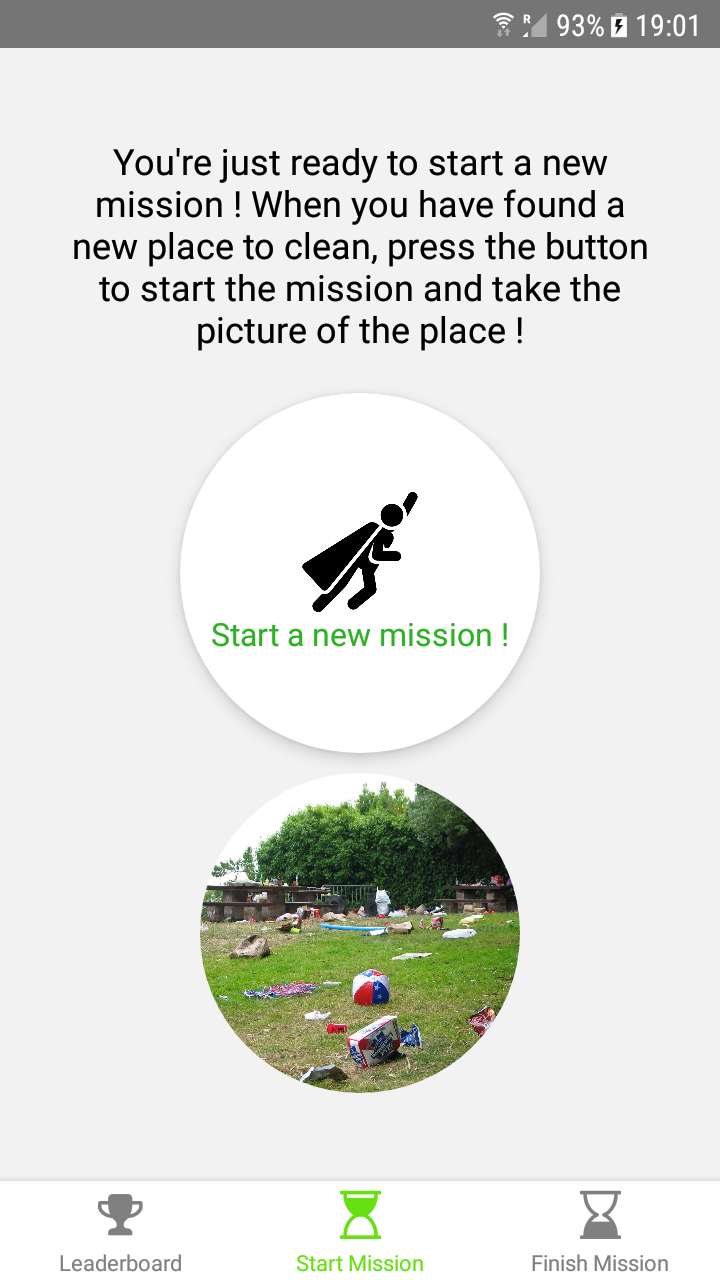 R 93% 19:01
You're just ready to start a new
mission ! When you have found a
new place to clean, press the button
to start the mission and take the
picture of the place !
Start a new mission !
Leaderboard
Start Mission
Finish Mission